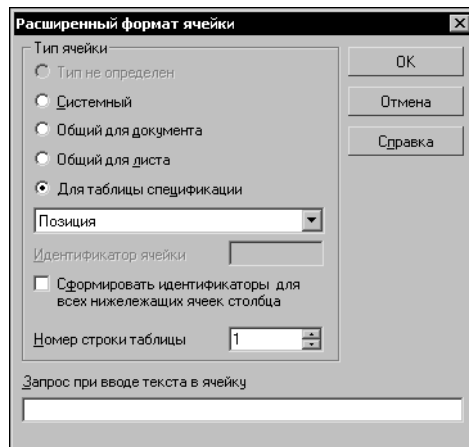 Расширенный формат ячейки
Тип ячейки
Тип не определен
OK
Системный
Отмена
Общий для документа
Справка
Общий для листа
Для таблицы спецификации
Позиция
Идентификатор ячейки
Сформировать идентификаторы для
всех нижележащих ячеек столбца
Номер строки таблицы
1
Запрос при вводе текста в ячейку